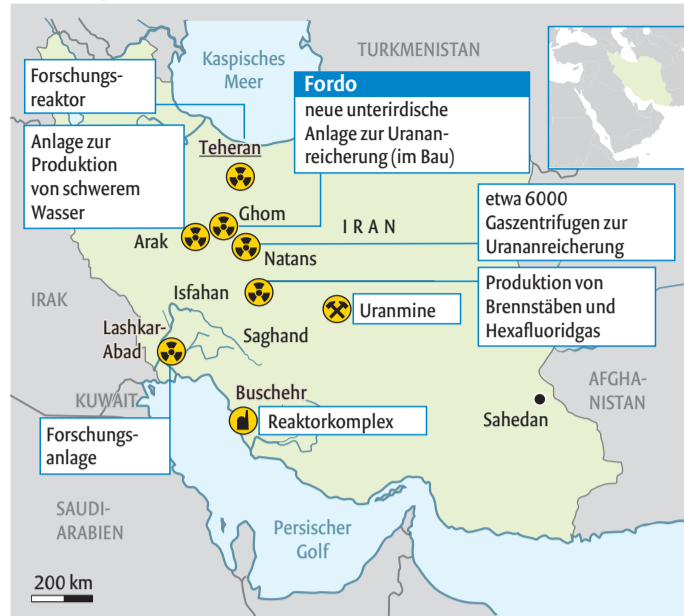 Kaspisches
Meer
TURKMENISTAN
Forschungs-
reaktor
Fordo
neue unterirdische
Anlage zur Uranan-
reicherung (im Bau)
Anlage zur
Produktion
von schwerem
Wasser
Teheran
etwa 6000
Gaszentrifugen zur
Urananreicherung
Ghom
IRAN
Arak
Natans
Produktion von
Brennstäben und
Hexafluoridgas
Isfahan
IRAK
Uranmine
Saghand
Lashkar-
Abad
AFGHA-
NISTAN
KUWAIT
Buschehr
Sahedan
Reaktorkomplex
Forschungs-
anlage
SAUDI-
ARABIEN
Persischer
Golf
200 km